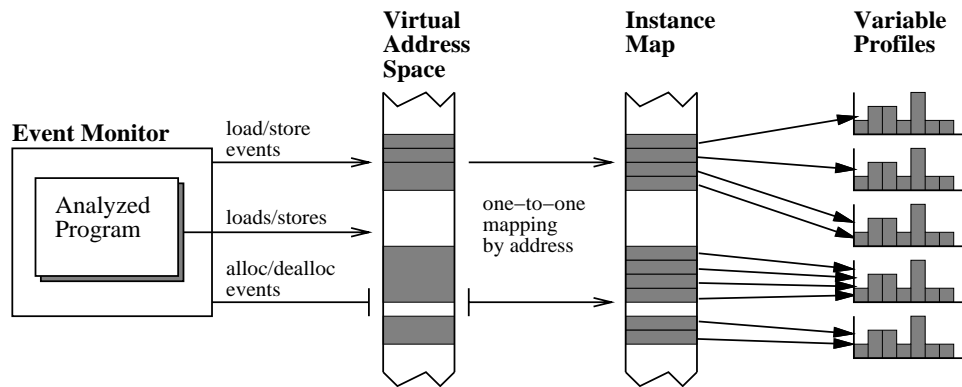 Virtual
Address
Space
Instance
Map
Variable
Profiles
Event Monitor
load/store
events
Analyzed
Program
loads/stores
one−to−one
mapping
by address
alloc/dealloc
events